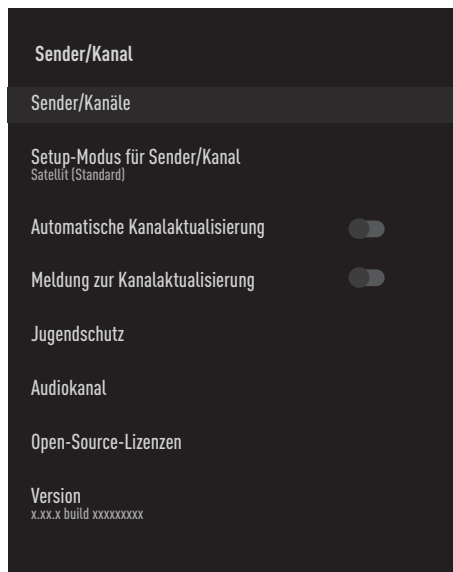 Sender/Kanal
Sender/Kanäle
Setup-Modus für Sender/Kanal
Satellit (Standard)
Automatische Kanalaktualisierung
Meldung zur Kanalaktualisierung
Jugendschutz
Audiokanal
Open-Source-Lizenzen
Version
x.xx.x build xxxxxxxxx